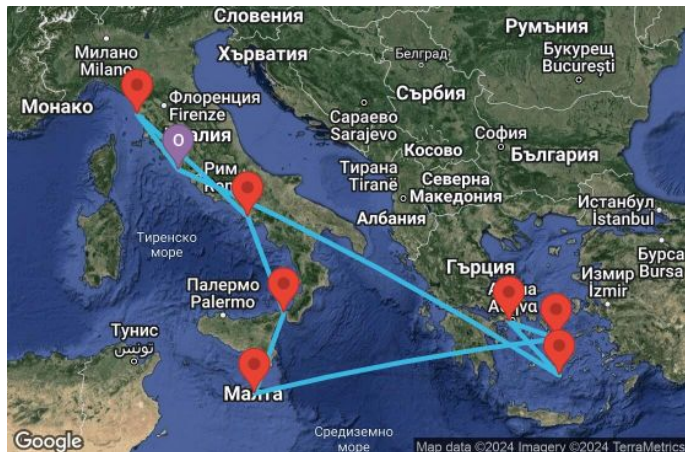 Словения
Slovenija
Милано
Milano
Хърватия
Румъния
Букурещ
București
Белград
Монако
Флоренция
Firenze
Сърбия
Сараево
Sarajevo
София
Косово
България
Рим
Тирана
Tiranë
Северна
Македония
Албания
Истанбул
İstanbul
Тиренско
море
Бурса
Bursa
Гърция
Измир
İzmir
Палермо
Palermo
Тунис
تونس
Малта
Средиземно
море
Google
Map data ©2024 Imagery ©2024 TerraMetrics